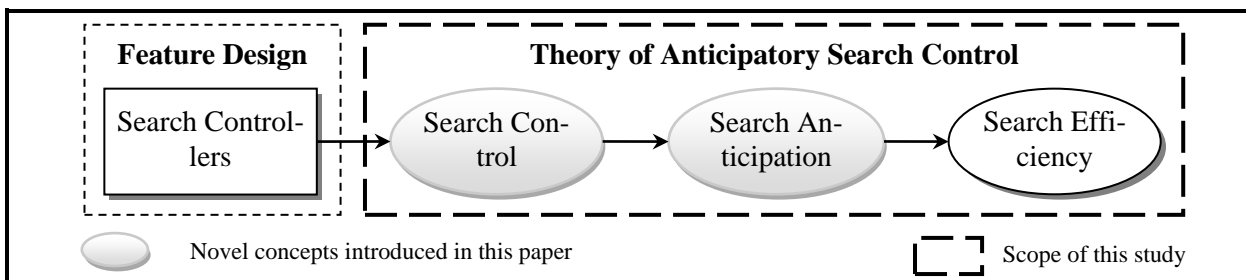 Feature Design
Theory of Anticipatory Search Control
Search Control-
lers
Search Con-
trol
Search An-
ticipation
Search Effi-
ciency
Novel concepts introduced in this paper
Scope of this study